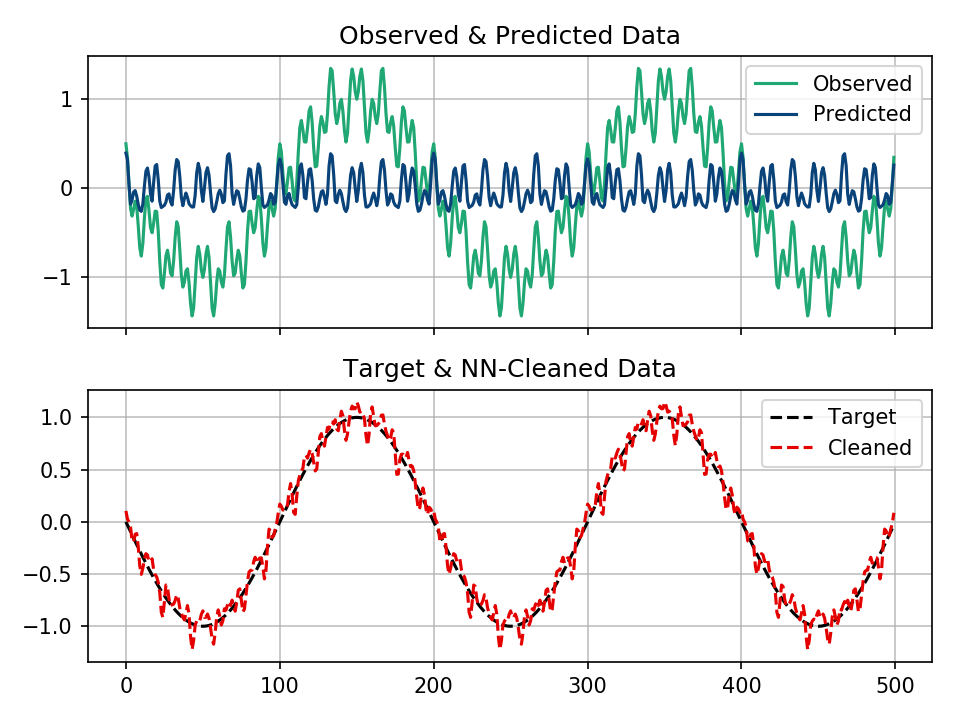 Observed & Predicted Data
1
0
−1
Observed
Predicted
Target & NN-Cleaned Data
1.0
0.5
0.0
−0.5
−1.0
Target
Cleaned
0 100 200 300 400 500